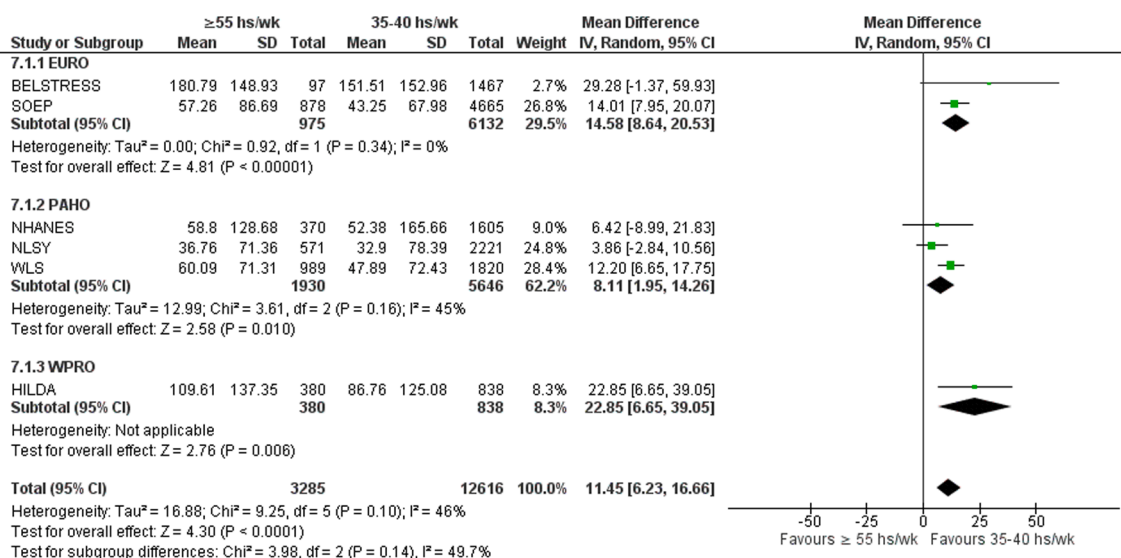 ≥55 hs/wk 35-40 hs/wk Mean Difference Mean Difference
Study or Subgroup Mean SD Total Mean SD Total Weight IV, Random, 95% CI IV, Random, 95% CI
7.1.1 EURO
BELSTRESS 180.79 148.93 97 151.51 152.96 1467 2.7% 29.28 [-1.37, 59.93]
SOEP 57.26 86.69 878 43.25 67.98 4665 26.8% 14.01 [7.95, 20.07]
Subtotal (95% CI) 975 6132 29.5% 14.58 [8.64, 20.53]
Heterogeneity: Tau² = 0.00; Chi² = 0.92, df = 1 (P = 0.34); I² = 0%
Test for overall effect: Z = 4.81 (P < 0.00001)
7.1.2 PAHO
NHANES 58.8 128.68 370 52.38 165.66 1605 9.0% 6.42 [-8.99, 21.83]
NLSY 36.76 71.36 571 32.9 78.39 2221 24.8% 3.86 [-2.84, 10.56]
WLS 60.09 71.31 989 47.89 72.43 1820 28.4% 12.20 [6.65, 17.75]
Subtotal (95% CI) 1930 5646 62.2% 8.11 [1.95, 14.26]
Heterogeneity: Tau² = 12.99; Chi² = 3.61, df = 2 (P = 0.16); I² = 45%
Test for overall effect: Z = 2.58 (P = 0.010)
7.1.3 WPRO
HILDA 109.61 137.35 380 86.76 125.08 838 8.3% 22.85 [6.65, 39.05]
Subtotal (95% CI) 380 838 8.3% 22.85 [6.65, 39.05]
Heterogeneity: Not applicable
Test for overall effect: Z = 2.76 (P = 0.006)
Total (95% CI) 3285 12616 100.0% 11.45 [6.23, 16.66]
Heterogeneity: Tau² = 16.88; Chi² = 9.25, df = 5 (P = 0.10); I² = 46%
Test for overall effect: Z = 4.30 (P < 0.0001)
Test for subgroup differences: Chi² = 3.98, df = 2 (P = 0.14), I² = 49.7%
-50 -25 0 25 50
Favours ≥ 55 hs/wk Favours 35-40 hs/wk